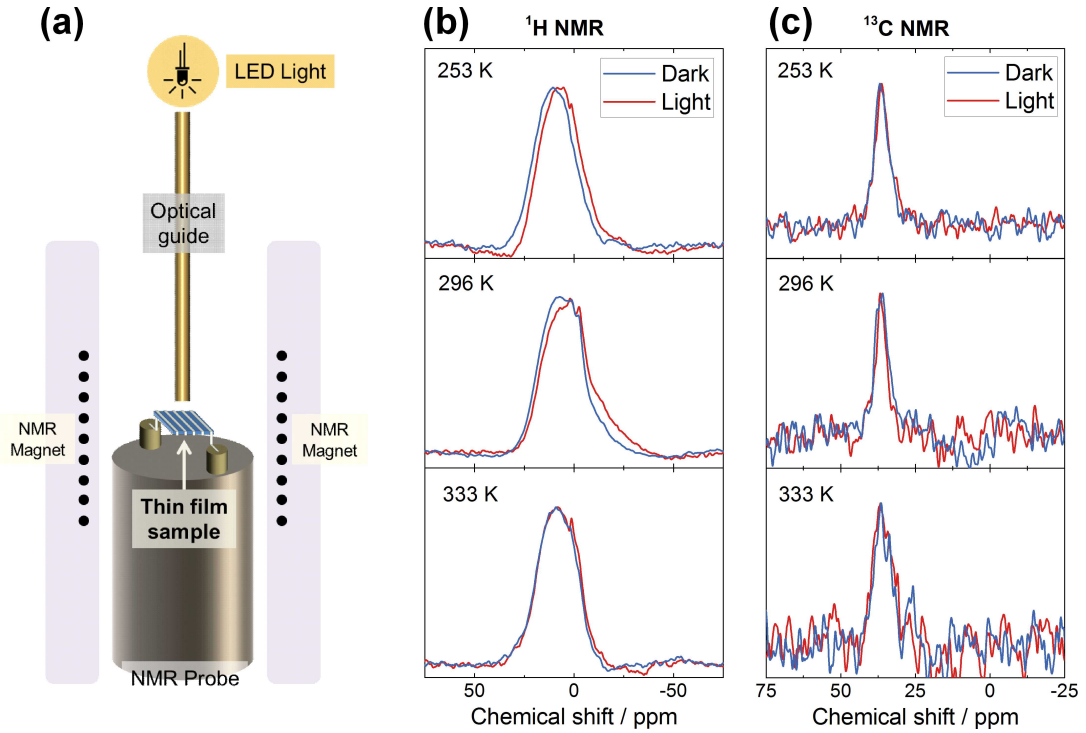 (a)
LED Light
Optical
guide
NMR
Magnet
NMR
Magnet
Thin film
sample
NMR Probe
(b)
¹H NMR
253 K
Dark
Light
296 K
333 K
50
0
-50
Chemical shift / ppm
(c)
¹³C NMR
253 K
Dark
Light
296 K
333 K
75
50
25
0
-25
Chemical shift / ppm